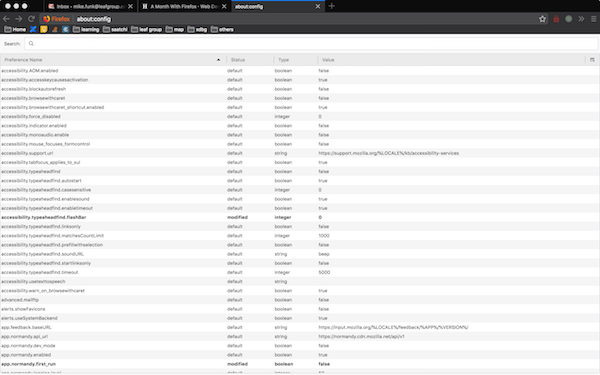 Inbox - mike.funk@leafgroup.c
A Month With Firefox - Web De
about:config
Firefox
about:config
Home
learning
saatchi
leaf group
map
xdbg
others
Search:
Preference Name Status Type Value
accessibility.AOM.enabled default boolean false
accessibility.accesskeycausesactivation default boolean true
accessibility.blockautorefresh default boolean false
accessibility.browsewithcaret default boolean false
accessibility.browsewithcaret_shortcut.enabled default boolean true
accessibility.force_disabled default integer 0
accessibility.indicator.enabled default boolean false
accessibility.monoaudio.enable default boolean false
accessibility.mouse_focuses_formcontrol default boolean false
accessibility.support.url default string https://support.mozilla.org/%LOCALE%/kb/accessibility-services
accessibility.tabfocus_applies_to_xul default boolean true
accessibility.typeaheadfind default boolean false
accessibility.typeaheadfind.autostart default boolean true
accessibility.typeaheadfind.casesensitive default integer 0
accessibility.typeaheadfind.enablesound default boolean true
accessibility.typeaheadfind.enabletimeout default boolean true
accessibility.typeaheadfind.flashBar modified integer 0
accessibility.typeaheadfind.linksonly default boolean false
accessibility.typeaheadfind.matchesCountLimit default integer 1000
accessibility.typeaheadfind.prefillwithselection default boolean false
accessibility.typeaheadfind.soundURL default string beep
accessibility.typeaheadfind.startlinksonly default boolean false
accessibility.typeaheadfind.timeout default integer 5000
accessibility.usetexttospeech default string
accessibility.warn_on_browsewithcaret default boolean true
advanced.mailftp default boolean false
alerts.showFavicons default boolean false
alerts.useSystemBackend default boolean true
app.feedback.baseURL default string https://input.mozilla.org/%LOCALE%/feedback/%APP%/%VERSION%/
app.normandy.api_url default string https://normandy.cdn.mozilla.net/api/v1
app.normandy.dev_mode default boolean false
app.normandy.enabled default boolean true
app.normandy.first_run modified boolean false